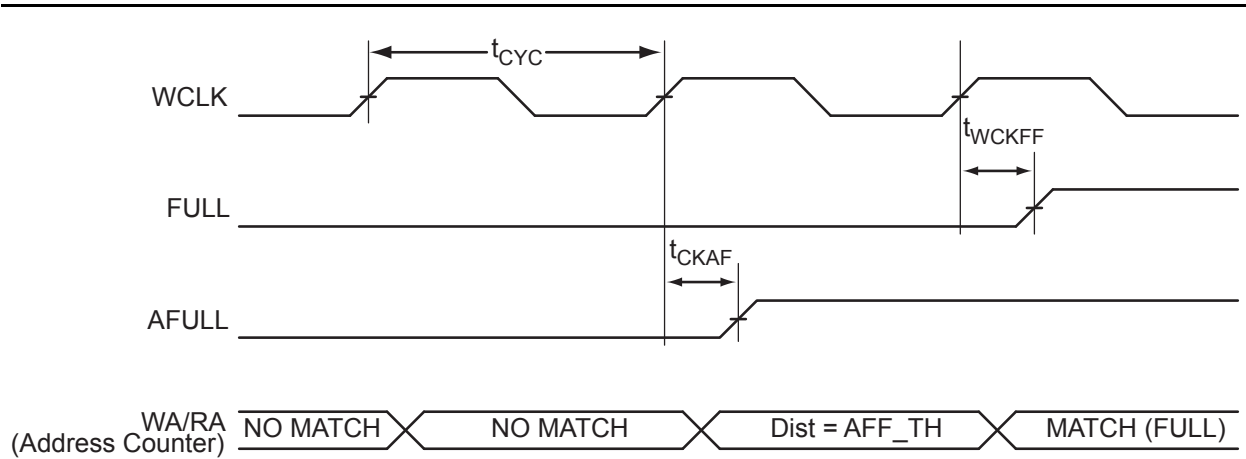 tCYC
WCLK
tWCKFF
FULL
tCKAF
AFULL
WA/RA
(Address Counter)
NO MATCH
NO MATCH
Dist = AFF_TH
MATCH (FULL)